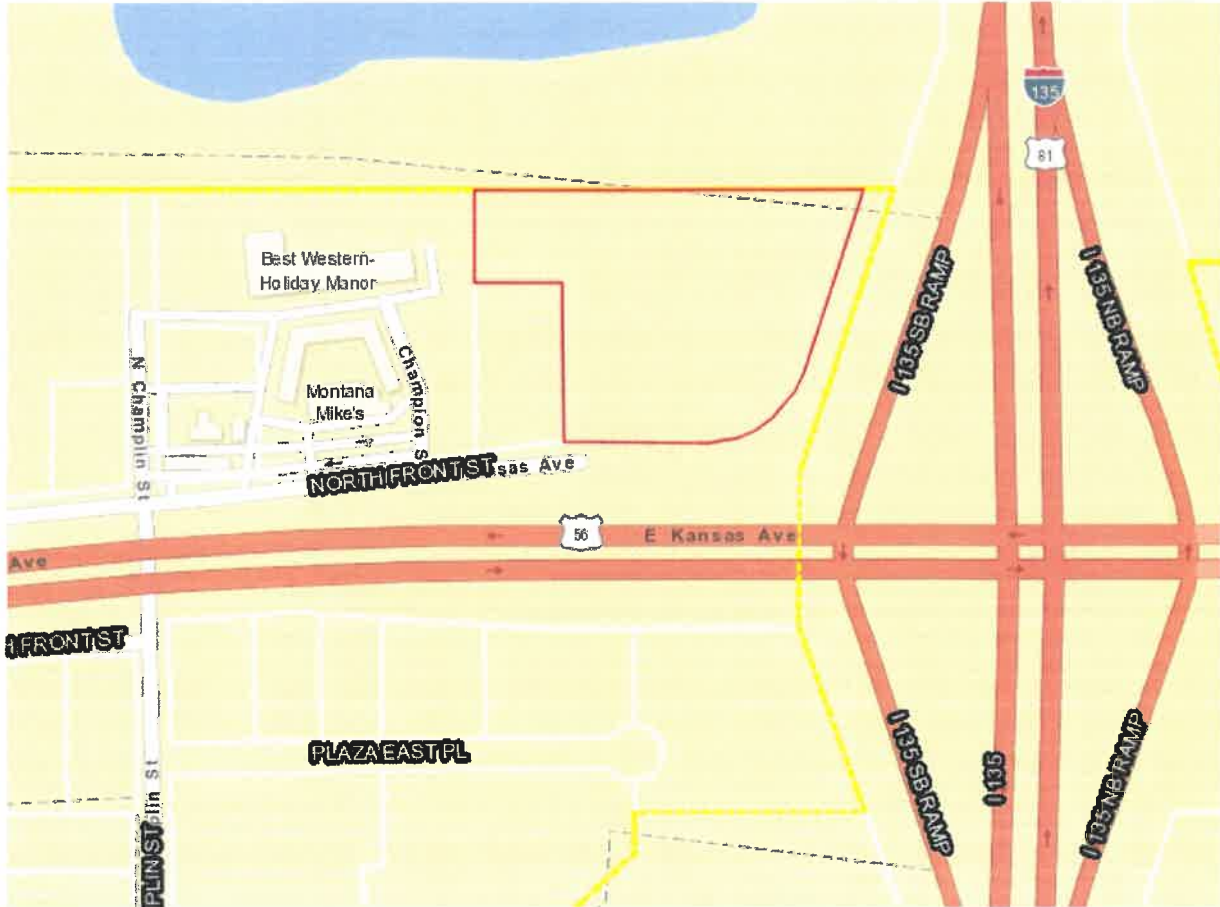 135
81
Best Western-
Holiday Manor
I 135 SB RAMP
I 135 NB RAMP
N Champlin St
Champlon S
Montana
Mike's
NORTH FRONT ST
sas Ave
56
E Kansas Ave
Ave
H FRONT ST
PLAZA EAST PL
I 135 SB RAMP
I 135
I 135 NB RAMP
plin St
PLIN ST